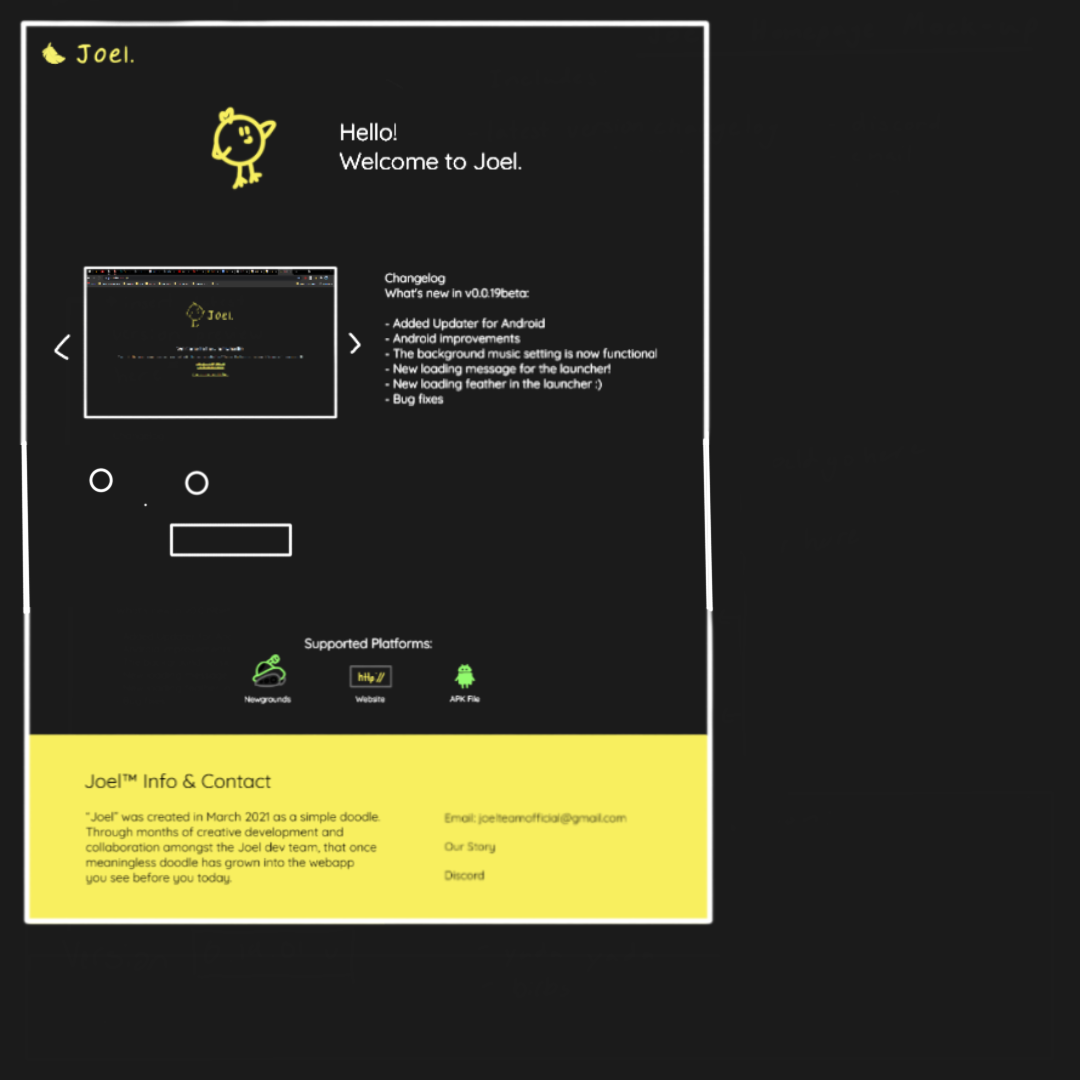 Joel.
Hello!
Welcome to Joel.
Joel.
Changelog
What's new in v0.0.19beta:
- Added Updater for Android
- Android improvements
- The background music setting is now functional
- New loading message for the launcher!
- New loading feather in the launcher :)
- Bug fixes
Supported Platforms:
http://
Newgrounds
Website
APK File
Joel™ Info & Contact
"Joel" was created in March 2021 as a simple doodle.
Through months of creative development and
collaboration amongst the Joel dev team, that once
meaningless doodle has grown into the webapp
you see before you today.
Email: joelteamofficial@gmail.com
Our Story
Discord